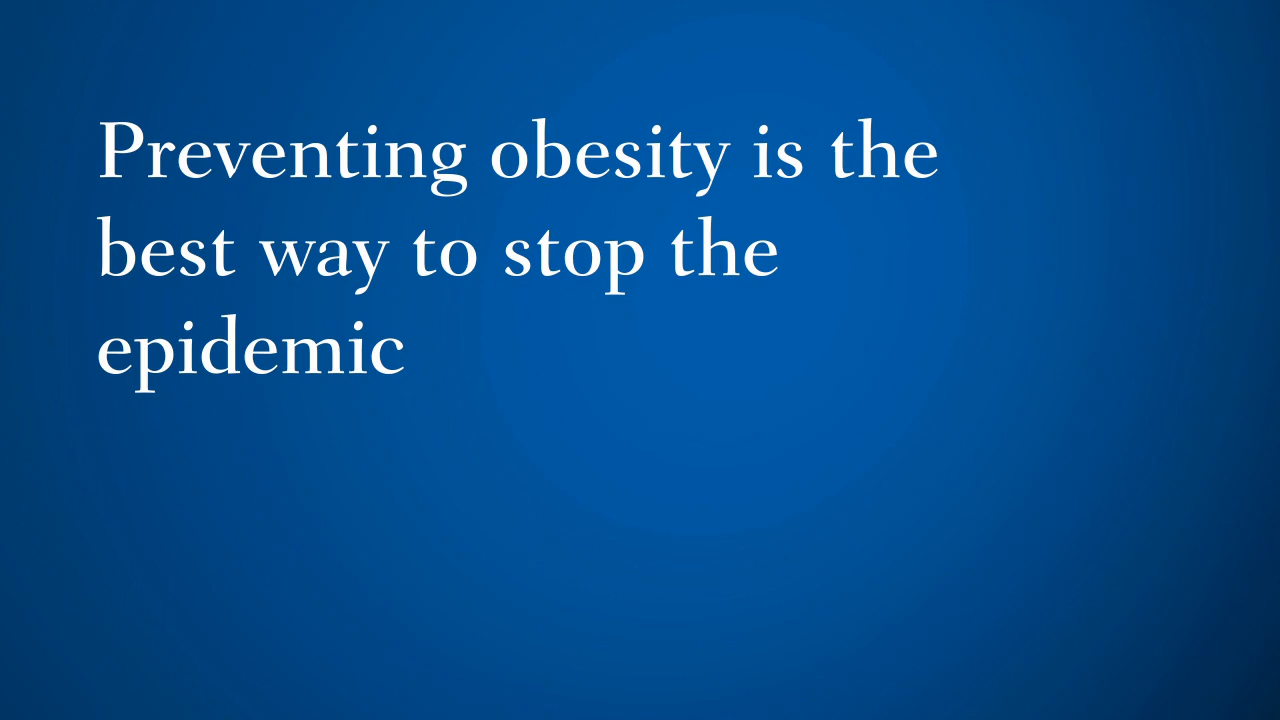 Preventing obesity is the
best way to stop the
epidemic